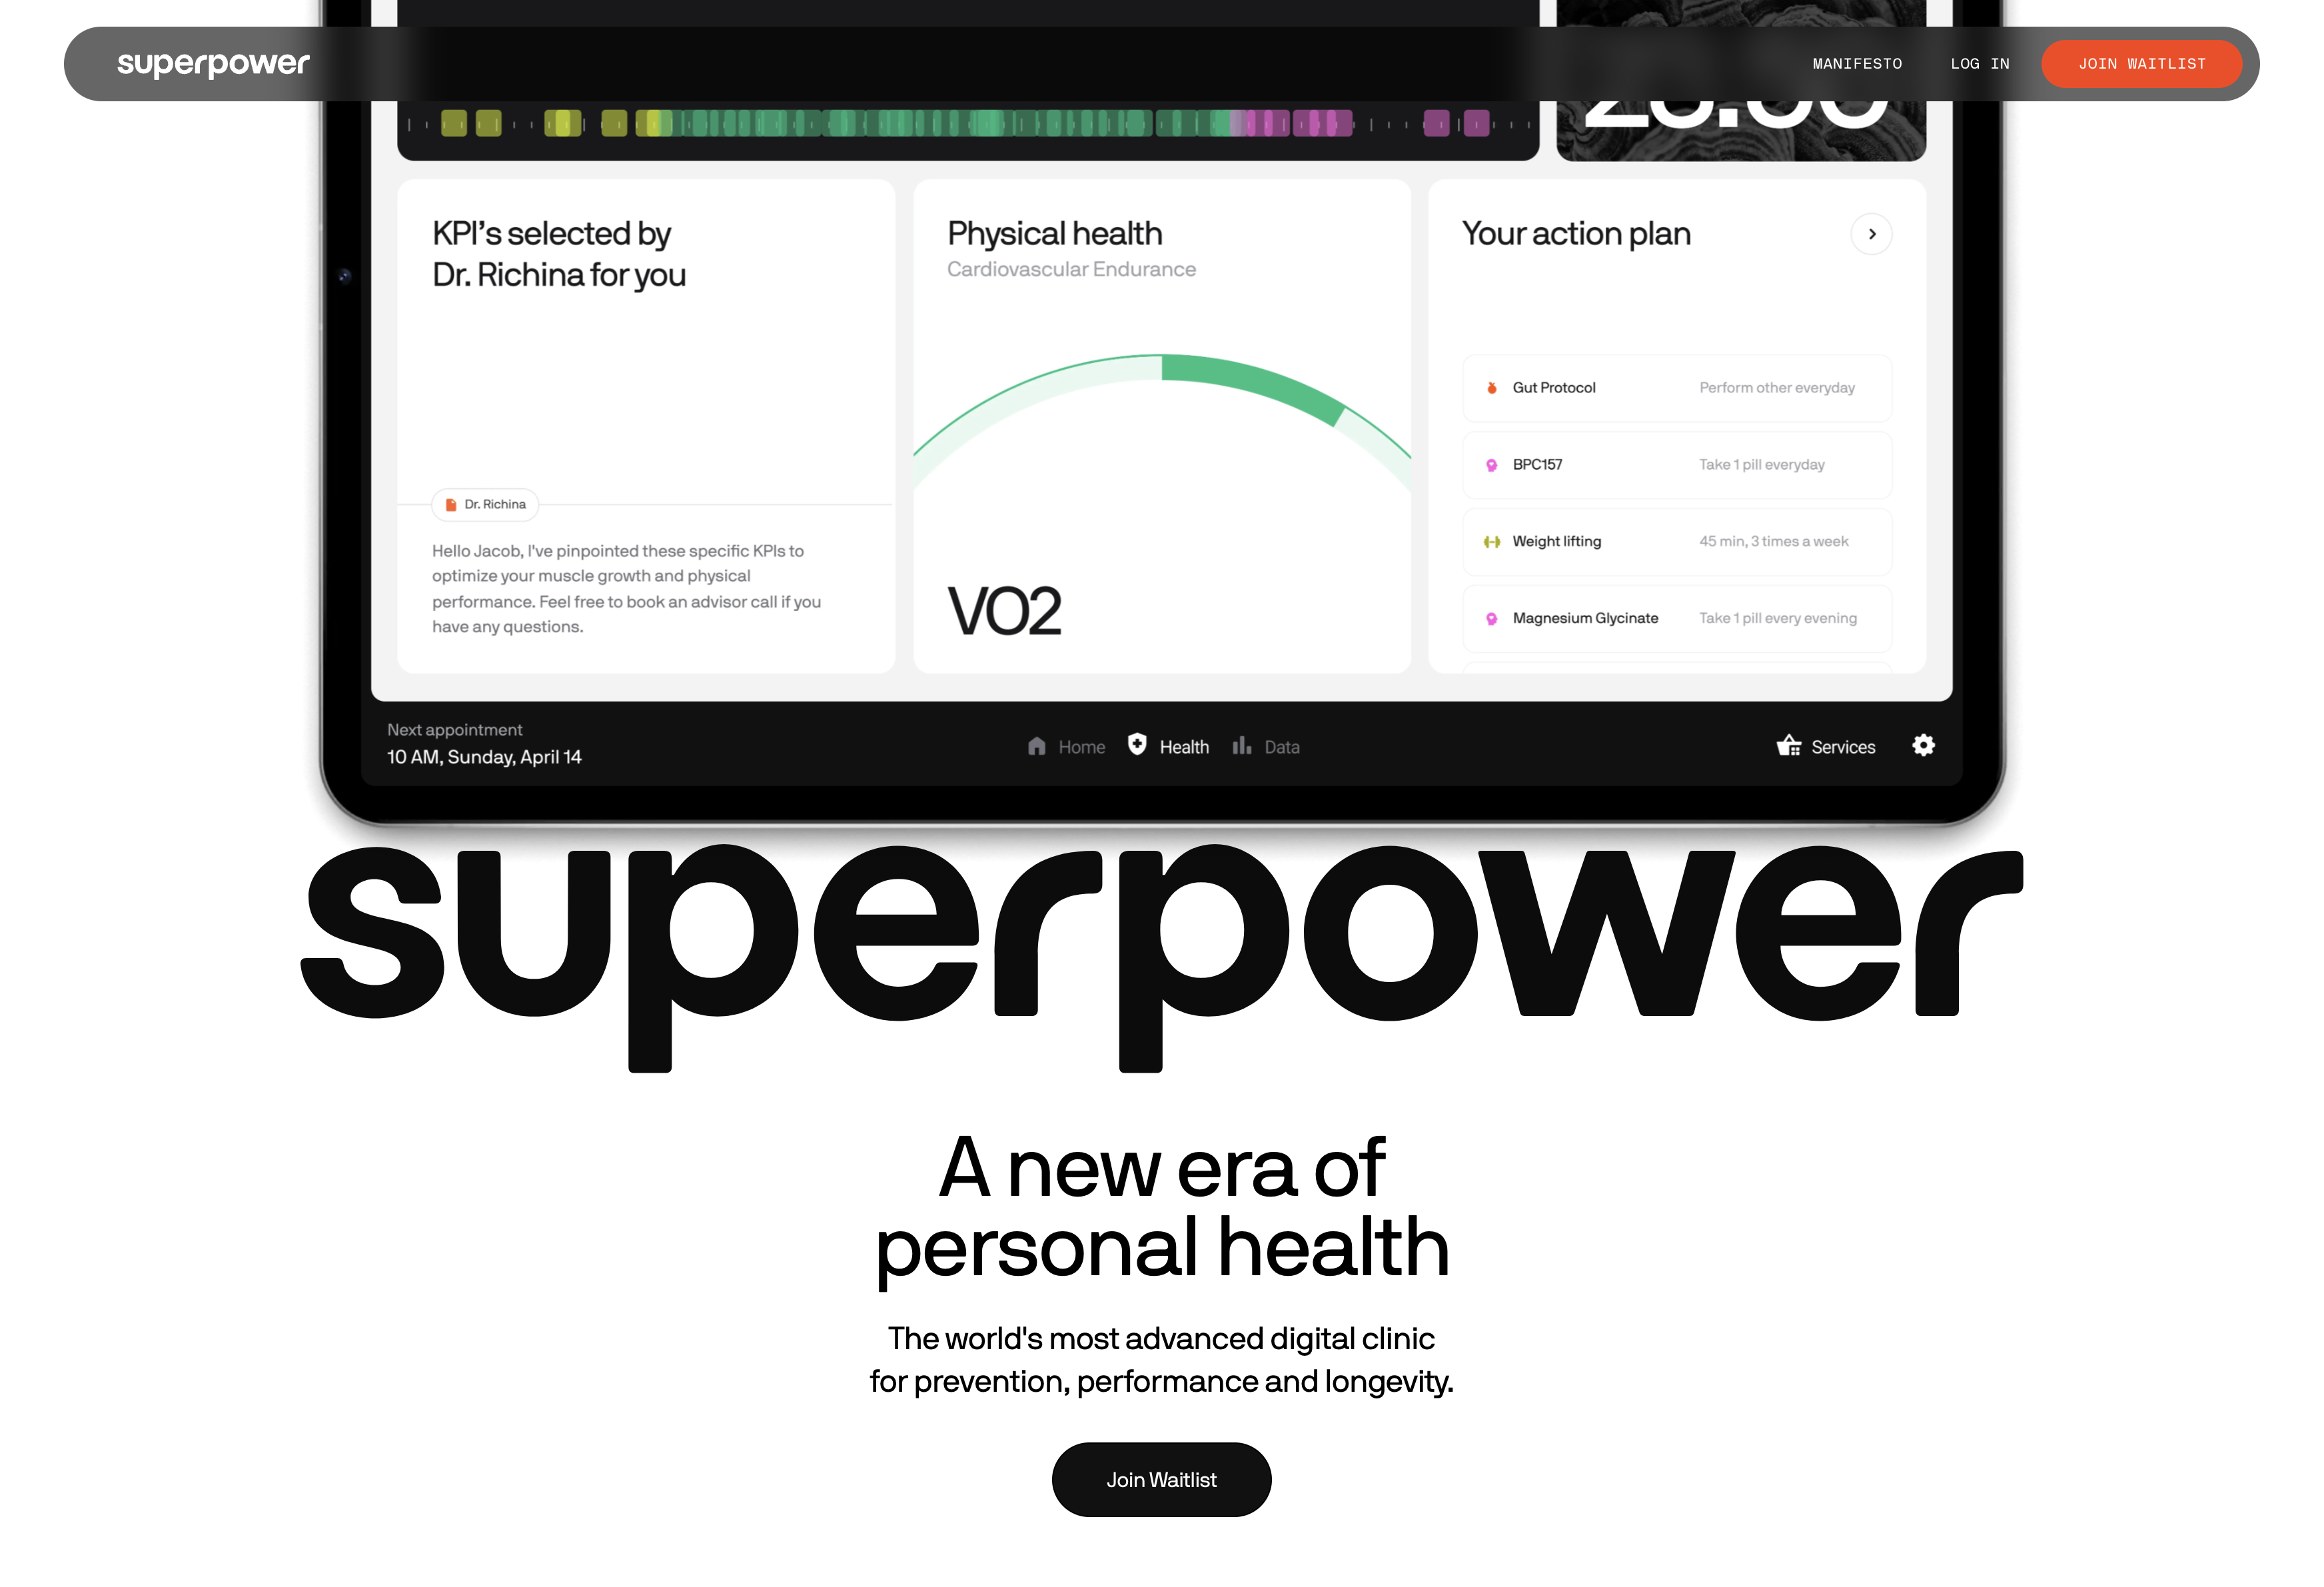 superpower
MANIFESTO
LOG IN
JOIN WAITLIST
KPI’s selected by
Dr. Richina for you
Dr. Richina
Hello Jacob, I've pinpointed these specific KPIs to
optimize your muscle growth and physical
performance. Feel free to book an advisor call if you
have any questions.
Physical health
Cardiovascular Endurance
VO2
Your action plan
Gut Protocol Perform other everyday
BPC157 Take 1 pill everyday
Weight lifting 45 min, 3 times a week
Magnesium Glycinate Take 1 pill every evening
Next appointment
10 AM, Sunday, April 14
Home
Health
Data
Services
superpower
A new era of
personal health
The world's most advanced digital clinic
for prevention, performance and longevity.
Join Waitlist